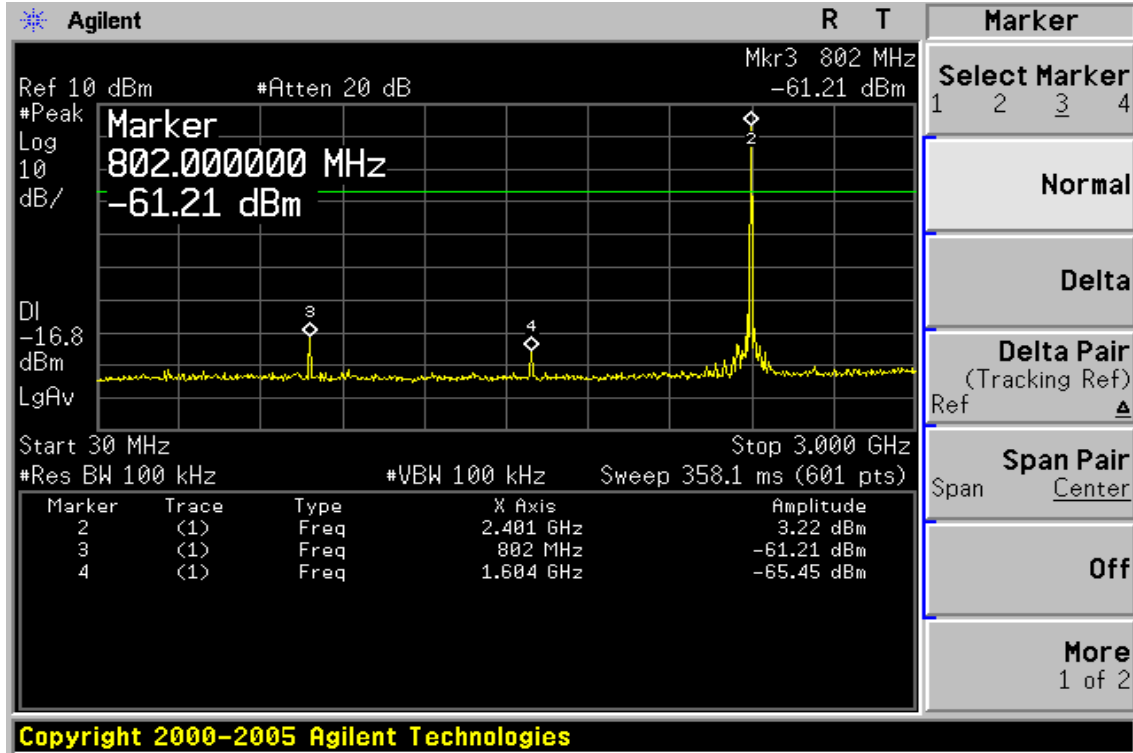 Agilent R T Marker
Mkr3 802 MHz
Ref 10 dBm #Atten 20 dB -61.21 dBm
#Peak
Log
10
dB/
Marker
802.000000 MHz
-61.21 dBm
2
3
4
DI
-16.8
dBm
LgAv
Start 30 MHz Stop 3.000 GHz
#Res BW 100 kHz #VBW 100 kHz Sweep 358.1 ms (601 pts)
Marker Trace Type X Axis Amplitude
2 (1) Freq 2.401 GHz 3.22 dBm
3 (1) Freq 802 MHz -61.21 dBm
4 (1) Freq 1.604 GHz -65.45 dBm
Select Marker
1 2 3 4
Normal
Delta
Delta Pair
(Tracking Ref)
Ref Δ
Span Pair
Span Center
Off
More
1 of 2
Copyright 2000-2005 Agilent Technologies